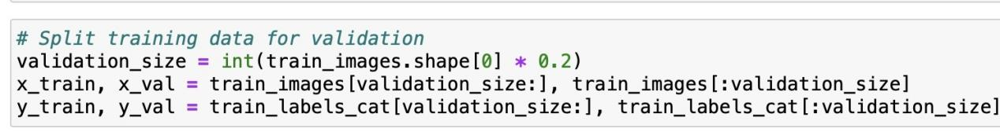 # Split training data for validation
validation_size = int(train_images.shape[0] * 0.2)
x_train, x_val = train_images[validation_size:], train_images[:validation_size]
y_train, y_val = train_labels_cat[validation_size:], train_labels_cat[:validation_size]